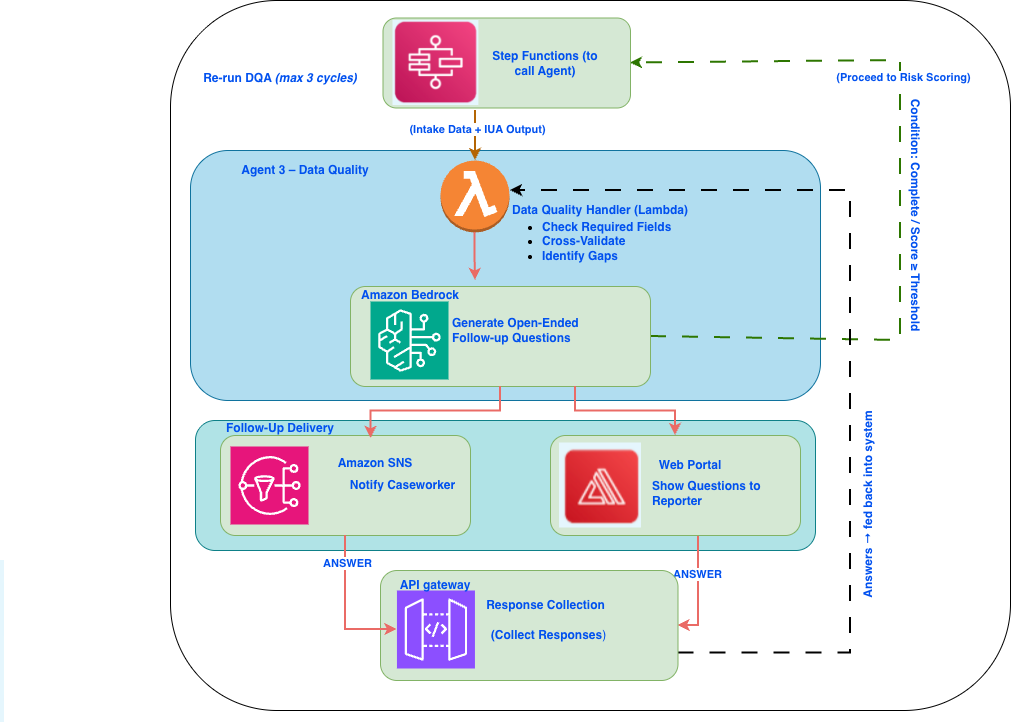 Step Functions (to
call Agent)
Re-run DQA (max 3 cycles)
(Proceed to Risk Scoring)
(Intake Data + IUA Output)
Condition: Complete / Score ≥ Threshold
Agent 3 – Data Quality
Data Quality Handler (Lambda)
• Check Required Fields
• Cross-Validate
• Identify Gaps
Amazon Bedrock
Generate Open-Ended
Follow-up Questions
Follow-Up Delivery
Amazon SNS
Notify Caseworker
Web Portal
Show Questions to
Reporter
Answers → fed back into system
ANSWER
ANSWER
API gateway
Response Collection
(Collect Responses)